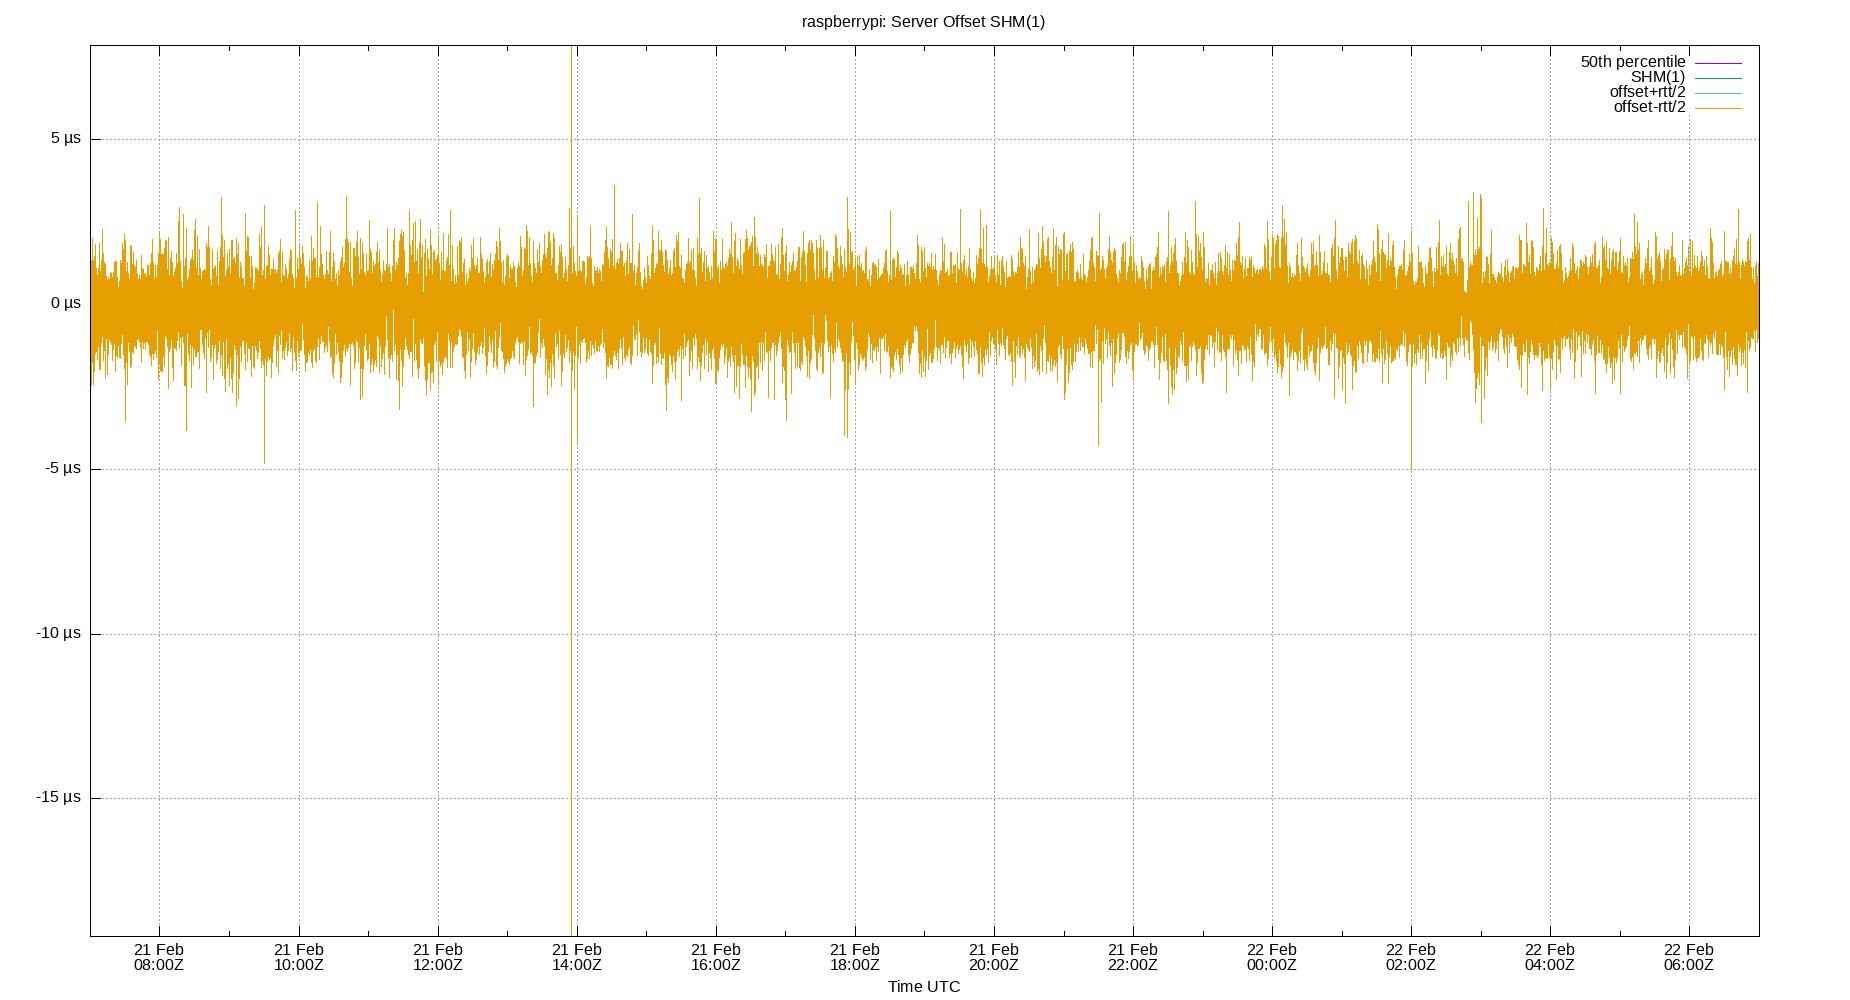 raspberrypi: Server Offset SHM(1)
50th percentile
SHM(1)
offset+rtt/2
offset-rtt/2
5 µs
0 µs
-5 µs
-10 µs
-15 µs
21 Feb 21 Feb 21 Feb 21 Feb 21 Feb 21 Feb 21 Feb 21 Feb 22 Feb 22 Feb 22 Feb 22 Feb
08:00Z 10:00Z 12:00Z 14:00Z 16:00Z 18:00Z 20:00Z 22:00Z 00:00Z 02:00Z 04:00Z 06:00Z
Time UTC